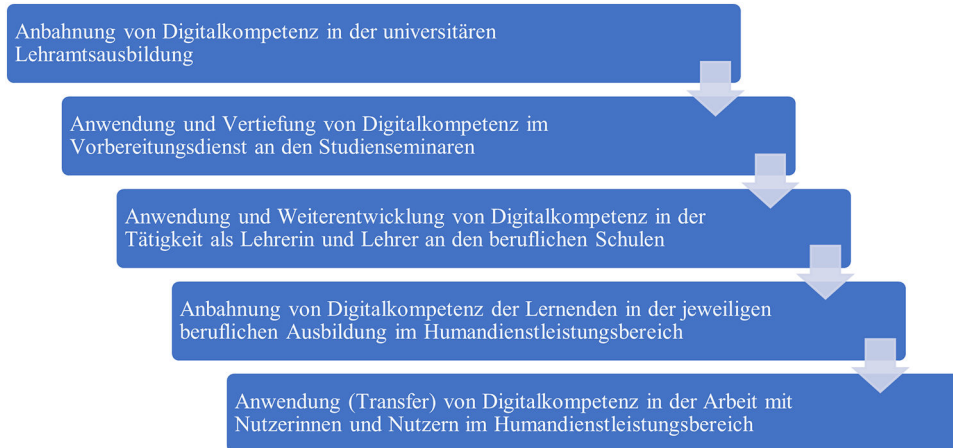 Anbahnung von Digitalkompetenz in der universitären
Lehramtsausbildung
Anwendung und Vertiefung von Digitalkompetenz im
Vorbereitungsdienst an den Studienseminaren
Anwendung und Weiterentwicklung von Digitalkompetenz in der
Tätigkeit als Lehrerin und Lehrer an den beruflichen Schulen
Anbahnung von Digitalkompetenz der Lernenden in der jeweiligen
beruflichen Ausbildung im Humandienstleistungsbereich
Anwendung (Transfer) von Digitalkompetenz in der Arbeit mit
Nutzerinnen und Nutzern im Humandienstleistungsbereich